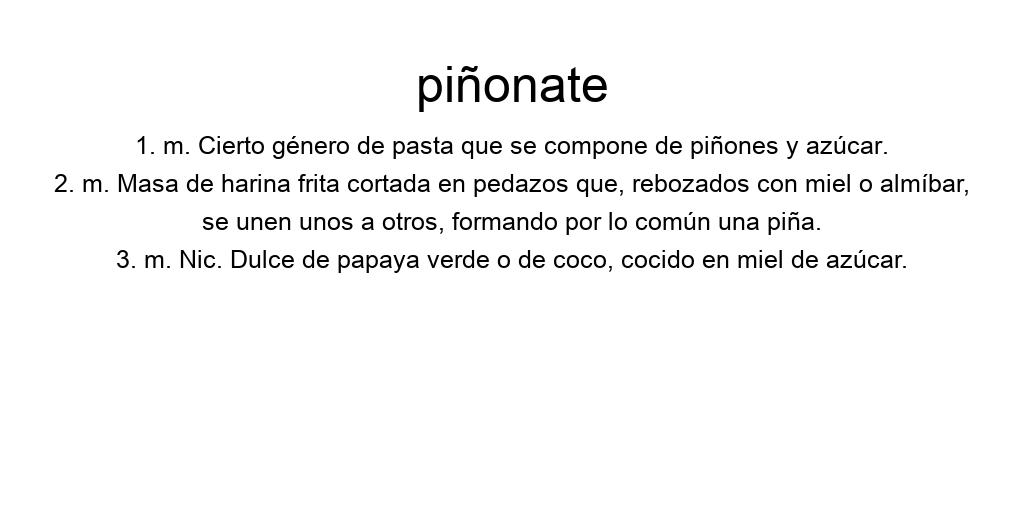 piñonate
1. m. Cierto género de pasta que se compone de piñones y azúcar.
2. m. Masa de harina frita cortada en pedazos que, rebozados con miel o almíbar,
se unen unos a otros, formando por lo común una piña.
3. m. Nic. Dulce de papaya verde o de coco, cocido en miel de azúcar.